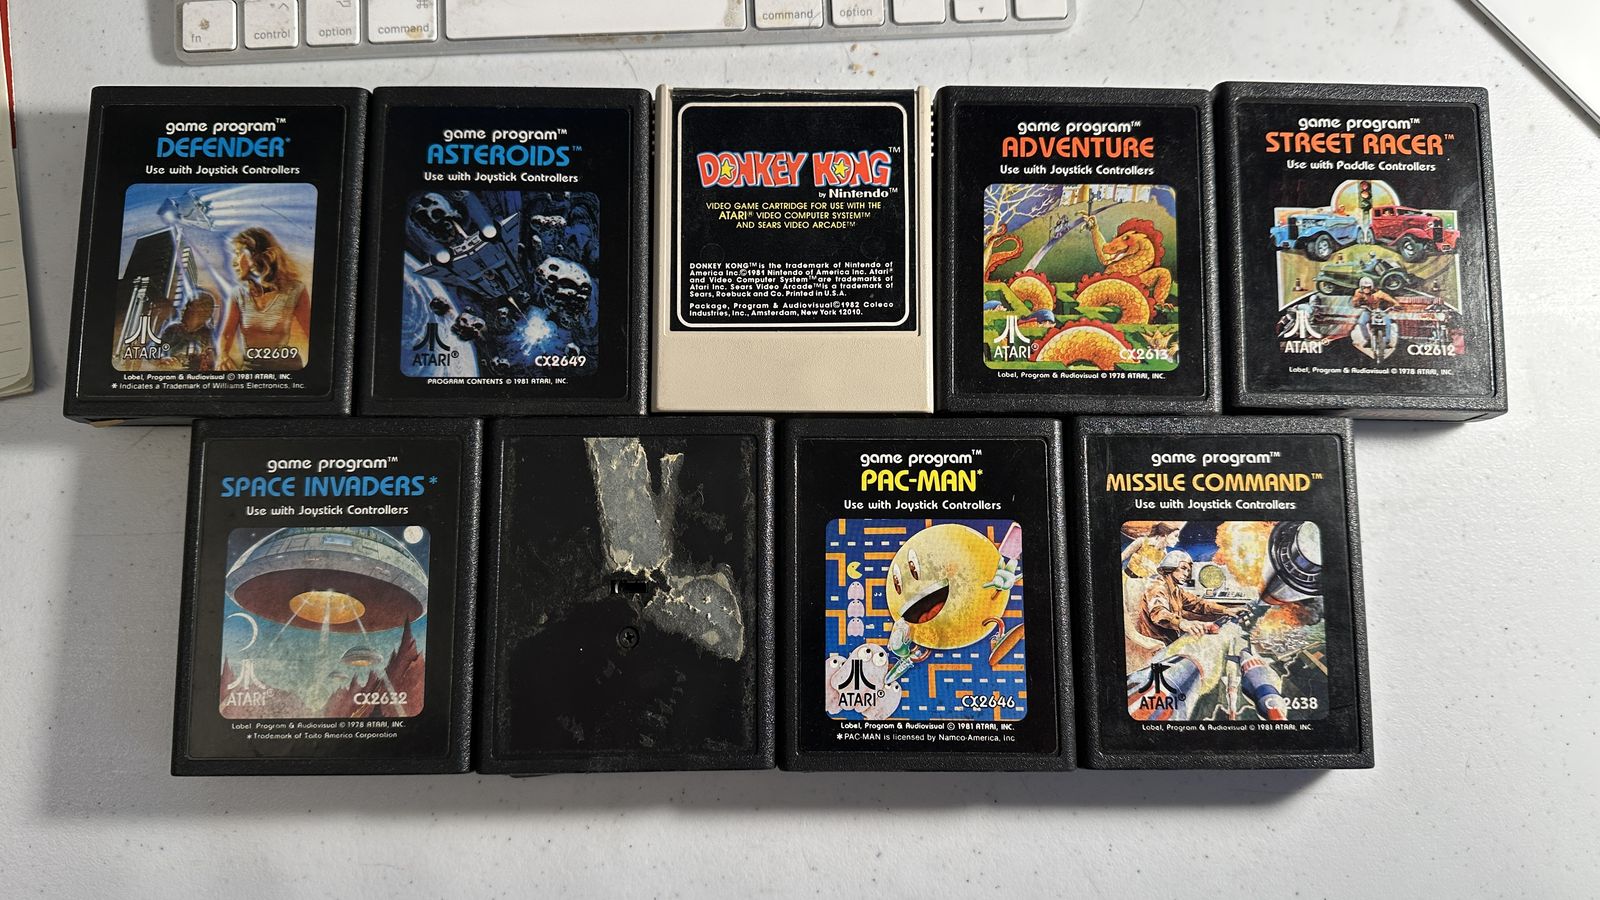 fn
control
option
command
command
option
game program™
DEFENDER*
Use with Joystick Controllers
ATARI®
CX2609
Label, Program & Audiovisual © 1981 ATARI, INC.
* Indicates a Trademark of Williams Electronics, Inc.
game program™
ASTEROIDS™
Use with Joystick Controllers
ATARI®
CX2649
PROGRAM CONTENTS © 1981 ATARI, INC.
DONKEY KONG™
by Nintendo™
VIDEO GAME CARTRIDGE FOR USE WITH THE
ATARI® VIDEO COMPUTER SYSTEM™
AND SEARS VIDEO ARCADE™
DONKEY KONG™ is the trademark of Nintendo of
America Inc.©1981 Nintendo of America Inc. Atari®
and Video Computer System™ are trademarks of
Atari Inc. Sears Video Arcade™ is a trademark of
Sears, Roebuck and Co. Printed in U.S.A.
Package, Program & Audiovisual©1982 Coleco
Industries, Inc., Amsterdam, New York 12010.
game program™
ADVENTURE
Use with Joystick Controllers
ATARI®
CX2613
Label, Program & Audiovisual © 1978 ATARI, INC.
game program™
STREET RACER™
Use with Paddle Controllers
ATARI®
CX2612
Label, Program & Audiovisual © 1978 ATARI, INC.
game program™
SPACE INVADERS*
Use with Joystick Controllers
ATARI®
CX2632
Label, Program & Audiovisual © 1978 ATARI, INC.
* Trademark of Taito America Corporation
game program™
PAC-MAN*
Use with Joystick Controllers
ATARI®
CX2646
Label, Program & Audiovisual © 1981 ATARI, INC.
* PAC-MAN is licensed by Namco-America, Inc.
game program™
MISSILE COMMAND™
Use with Joystick Controllers
ATARI®
CX2638
Label, Program & Audiovisual © 1981 ATARI, INC.